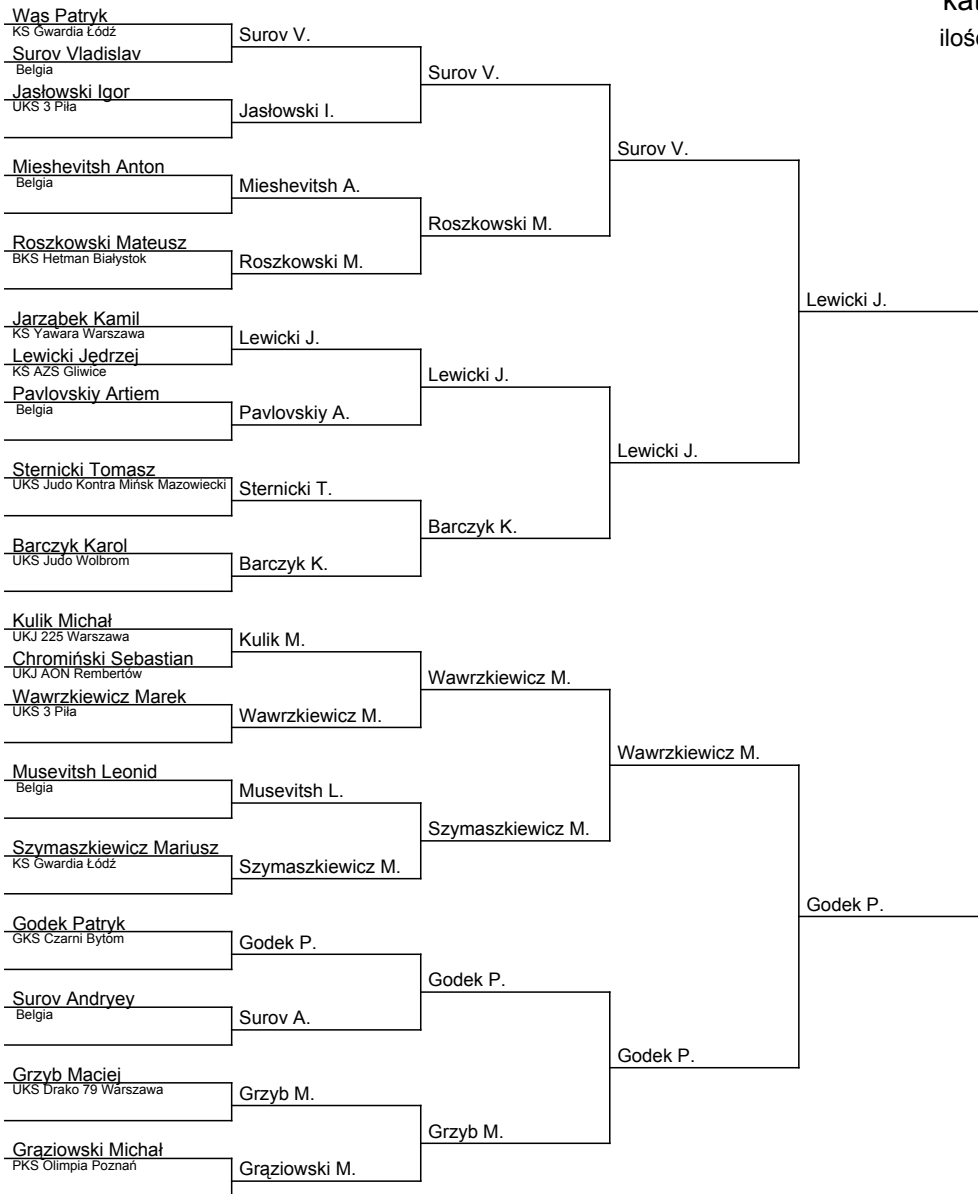 kat
ilość
Wąs Patryk
KS Gwardia Łódź
Surov Vladislav
Belgia
Jasłowski Igor
UKS 3 Piła
Mieshevitsh Anton
Belgia
Roszkowski Mateusz
BKS Hetman Białystok
Jarząbek Kamil
KS Yawara Warszawa
Lewicki Jędrzej
KS AZS Gliwice
Pavlovskiy Artiem
Belgia
Sternicki Tomasz
UKS Judo Kontra Mińsk Mazowiecki
Barczyk Karol
UKS Judo Wolbrom
Kulik Michał
UKJ 225 Warszawa
Chromiński Sebastian
UKJ AON Rembertów
Wawrzkiewicz Marek
UKS 3 Piła
Musevitsh Leonid
Belgia
Szymaszkiewicz Mariusz
KS Gwardia Łódź
Godek Patryk
GKS Czarni Bytom
Surov Andryey
Belgia
Grzyb Maciej
UKS Drako 79 Warszawa
Grąziowski Michał
PKS Olimpia Poznań
Surov V.
Jasłowski I.
Mieshevitsh A.
Roszkowski M.
Lewicki J.
Pavlovskiy A.
Sternicki T.
Barczyk K.
Kulik M.
Wawrzkiewicz M.
Musevitsh L.
Szymaszkiewicz M.
Godek P.
Surov A.
Grzyb M.
Grąziowski M.
Surov V.
Roszkowski M.
Lewicki J.
Barczyk K.
Wawrzkiewicz M.
Szymaszkiewicz M.
Godek P.
Grzyb M.
Surov V.
Lewicki J.
Wawrzkiewicz M.
Godek P.
Lewicki J.
Godek P.